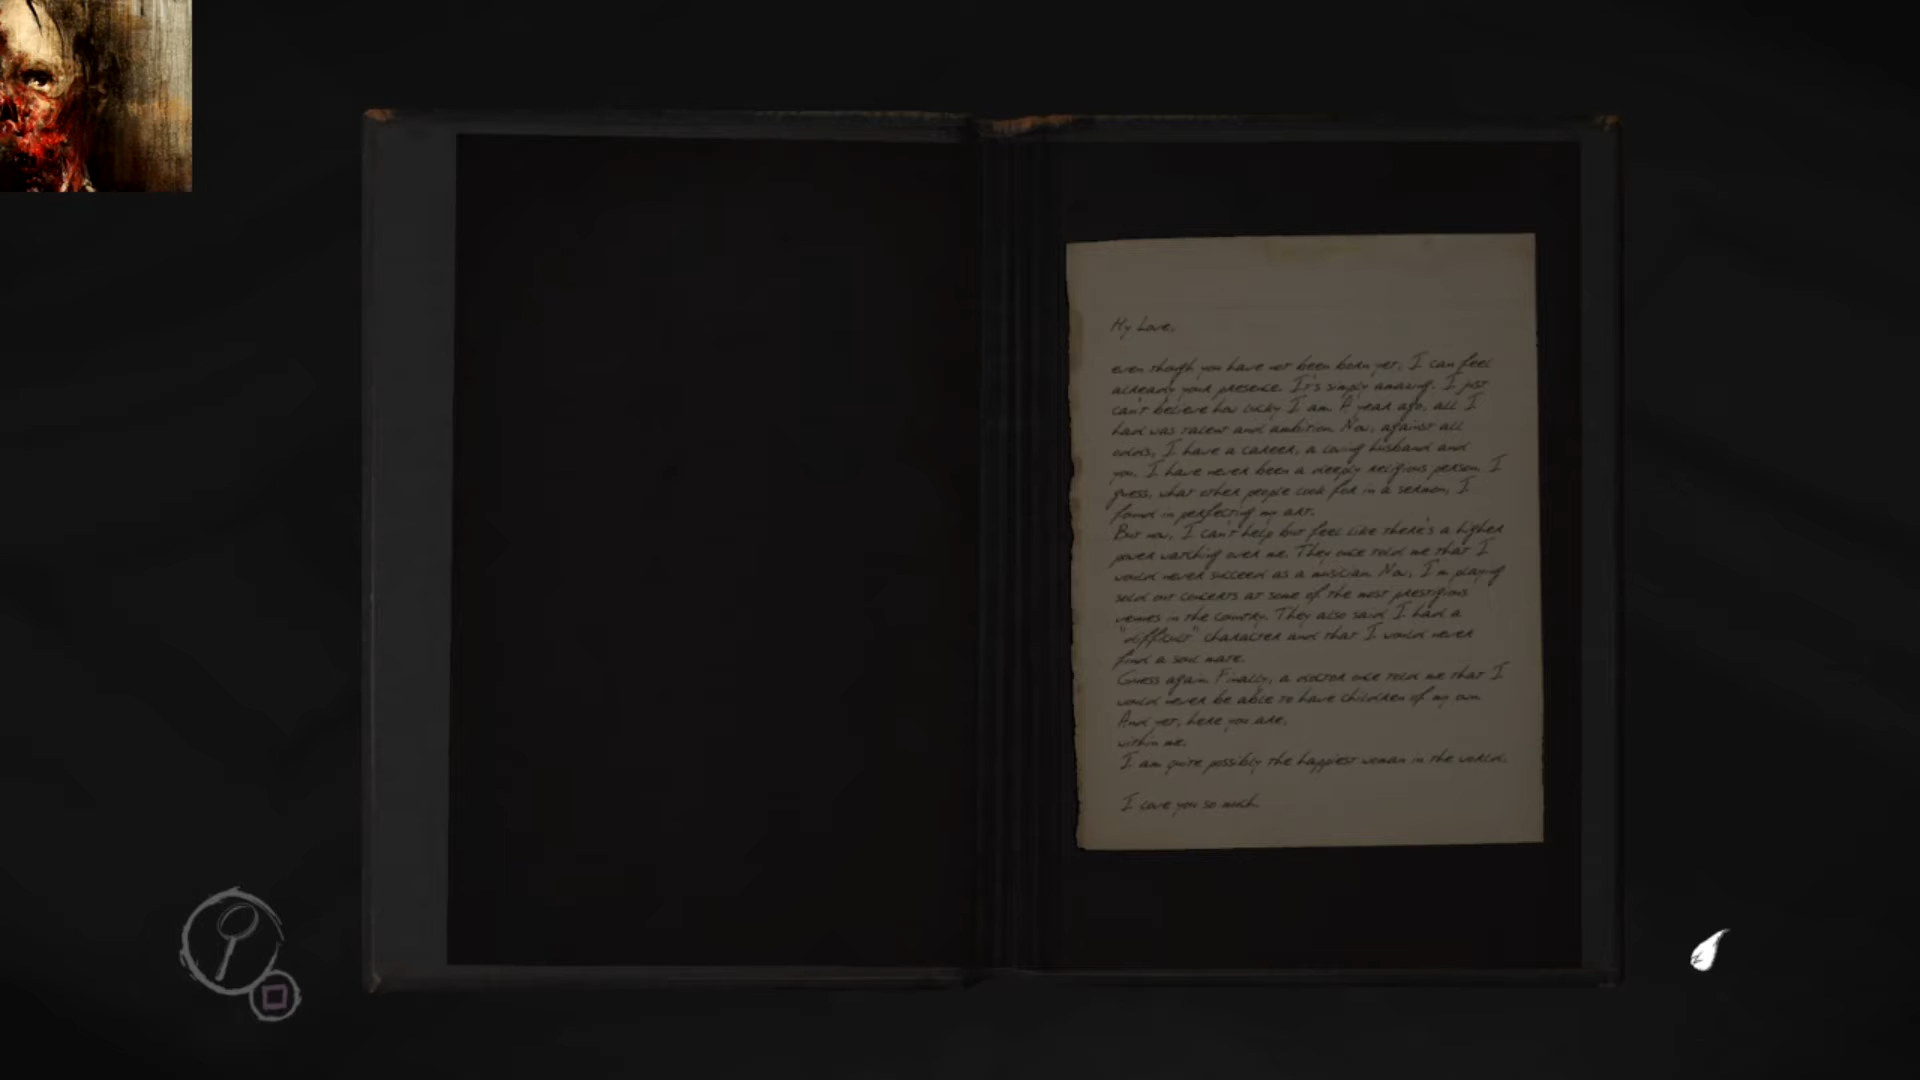 My Love,
even though you have not been born yet, I can feel
already your presence. It's simply amazing. I just
can't believe how lucky I am. A year ago, all I
had was talent and ambition. Now, against all
odds, I have a career, a loving husband and
you. I have never been a deeply religious person. I
guess, what other people look for in a sermon, I
found in perfecting my art.
But now, I can't help but feel like there's a higher
power watching over me. They once told me that I
would never succeed as a musician. Now, I'm playing
sold out concerts at some of the most prestigious
venues in the country. They also said I had a
"difficult" character and that I would never
find a soul mate.
Guess again. Finally, a doctor once told me that I
would never be able to have children of my own.
And yet, here you are,
within me.
I am quite possibly the happiest woman in the world.
I love you so much.